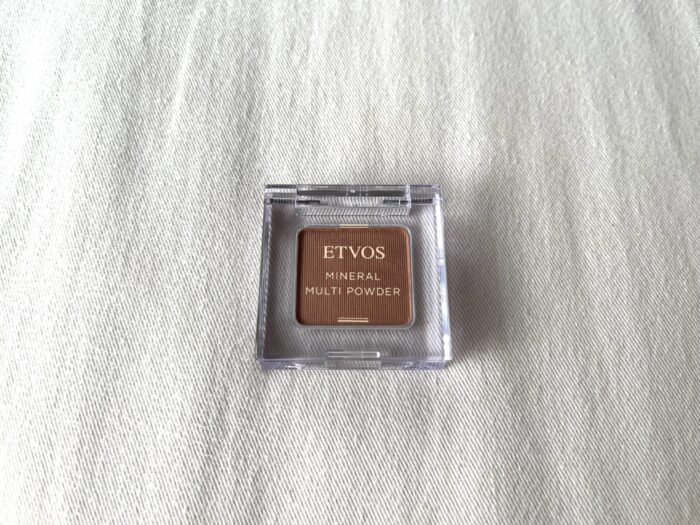 ETVOS
MINERAL
MULTI POWDER